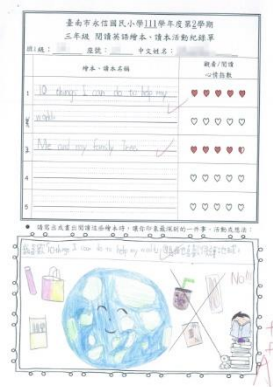 臺南市永信國民小學111學年度第2學期
三年級 閱讀英語繪本、讀本活動紀錄單
班級： 座號： 中文姓名：
繪本、讀本名稱
觀看/閱讀
心情指數
1
10 things I can do to help my
world
3
Me and my family tree
4
5
● 請寫出或畫出閱讀這些繪本時，讓你印象最深刻的一件事、活動或想法：
10 things I can do to help my world
No!!